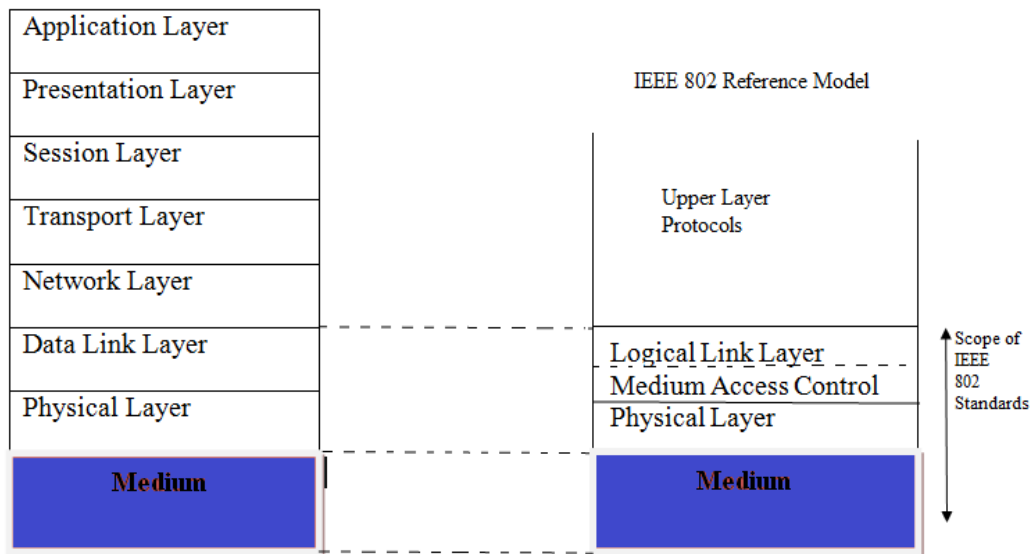 Application Layer
Presentation Layer
Session Layer
Transport Layer
Network Layer
Data Link Layer
Physical Layer
Medium
IEEE 802 Reference Model
Upper Layer
Protocols
Logical Link Layer
Medium Access Control
Physical Layer
Medium
Scope of
IEEE
802
Standards